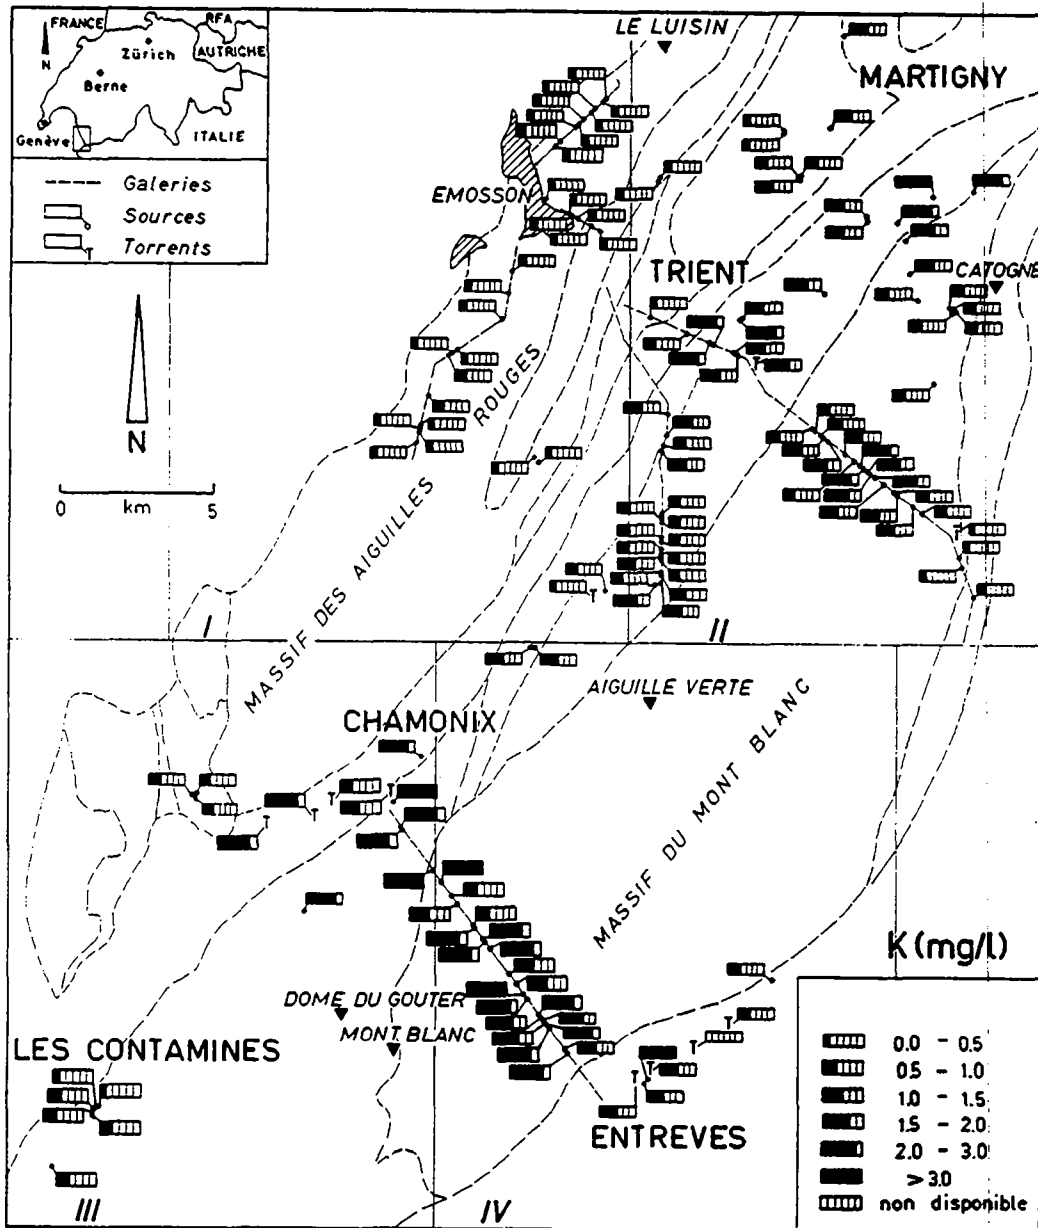 FRANCE
RFA
AUTRICHE
N
Zürich
Berne
Genève
ITALIE
Galeries
Sources
Torrents
LE LUISIN
MARTIGNY
EMOSSON
TRIENT
CATOGNE
N
0 km 5
MASSIF DES AIGUILLES ROUGES
I
II
AIGUILLE VERTE
CHAMONIX
MASSIF DU MONT BLANC
K (mg/l)
DOME DU GOUTER
MONT BLANC
LES CONTAMINES
ENTREVES
0.0 - 0.5
0.5 - 1.0
1.0 - 1.5
1.5 - 2.0
2.0 - 3.0
> 3.0
non disponible
III
IV